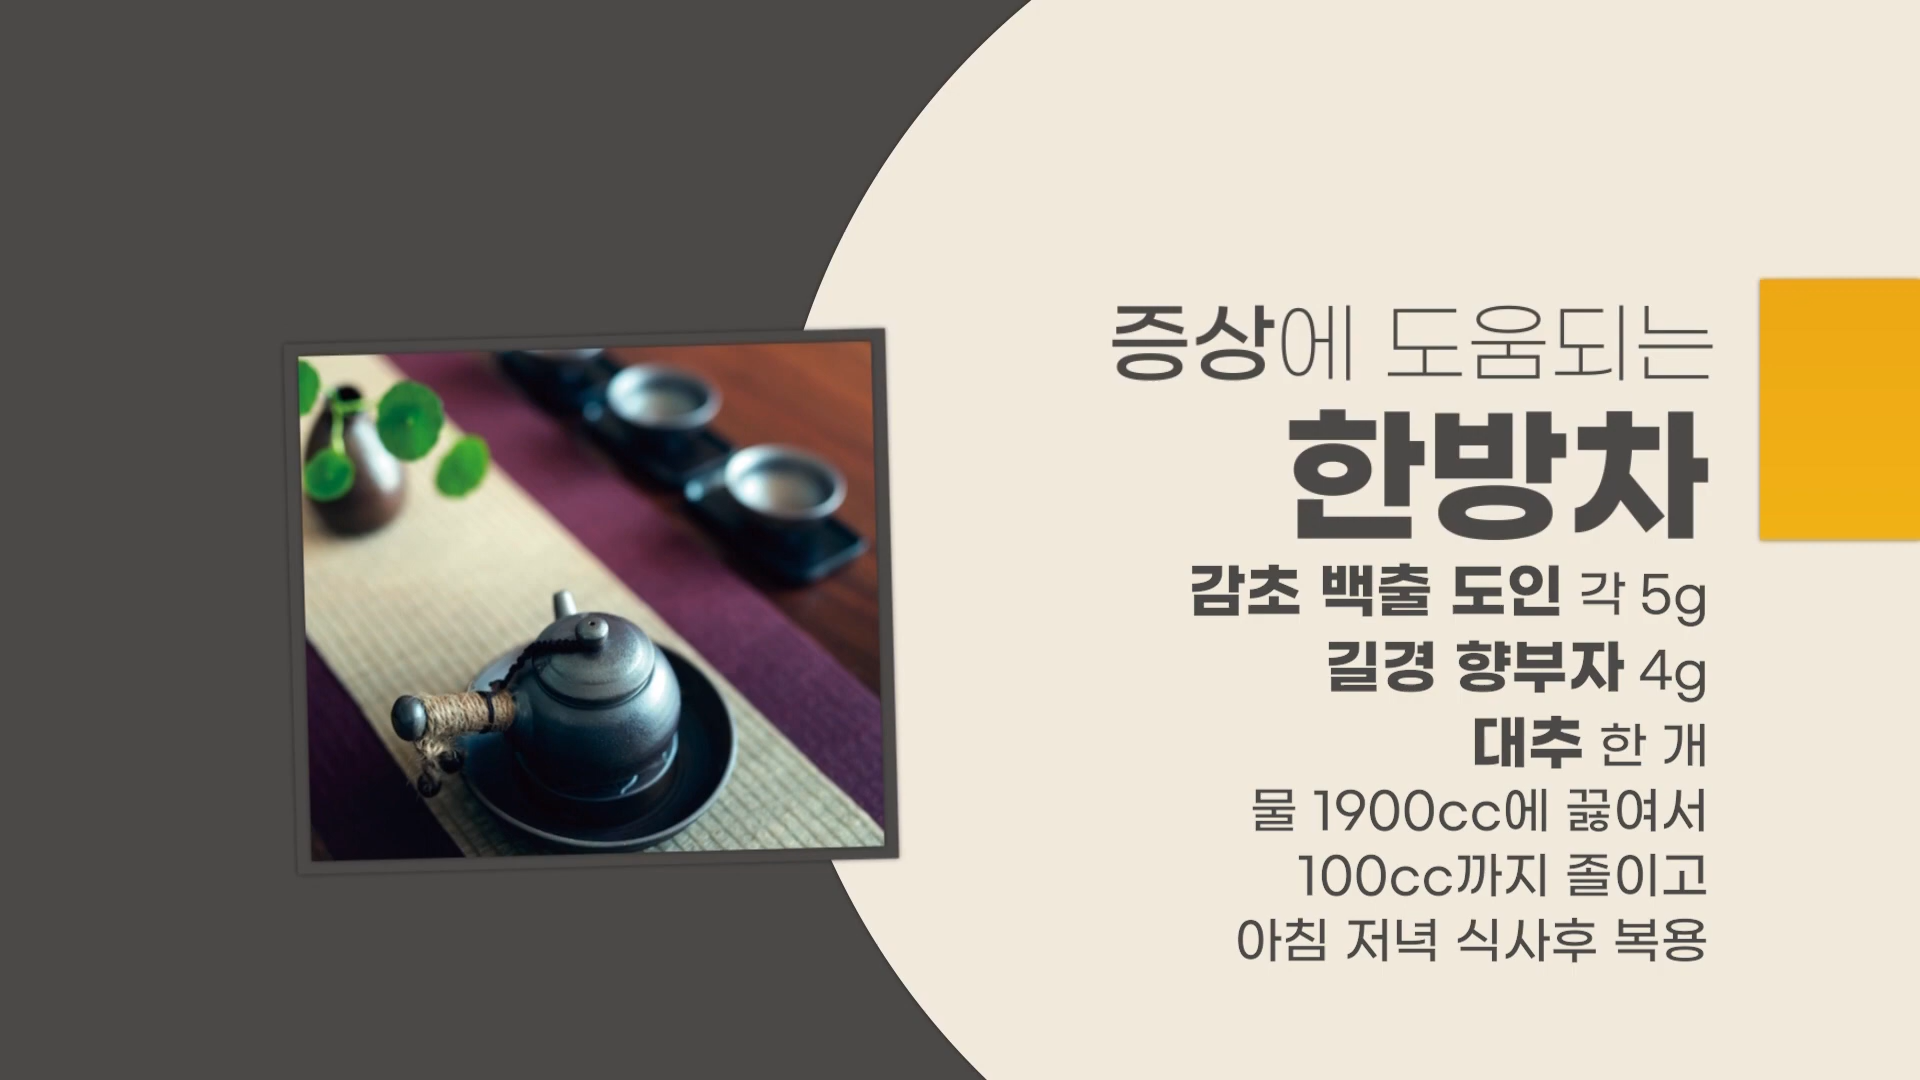 증상에 도움되는
한방차
감초 백출 도인 각 5g
길경 향부자 4g
대추 한 개
물 1900cc에 끓여서
100cc까지 졸이고
아침 저녁 식사후 복용